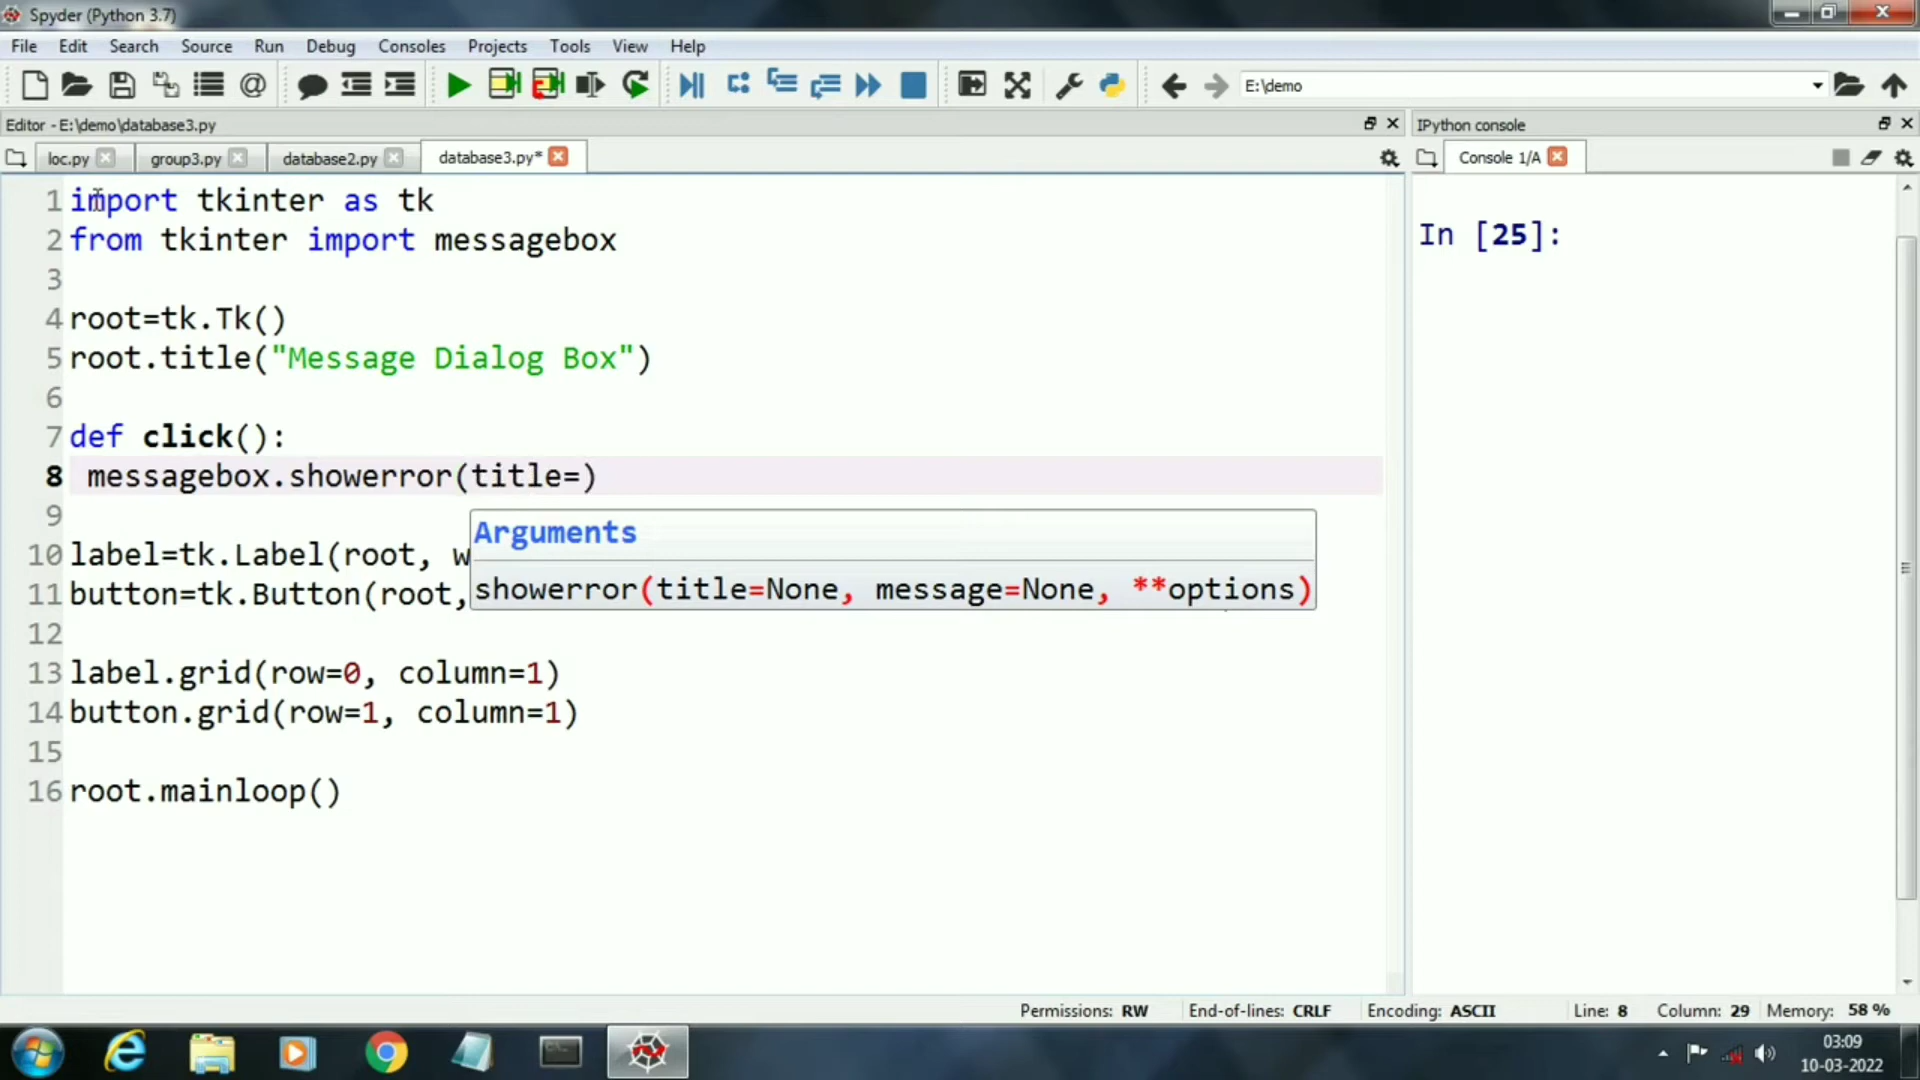 Spyder (Python 3.7)
File Edit Search Source Run Debug Consoles Projects Tools View Help
E:\demo
Editor - E:\demo\database3.py
IPython console
loc.py group3.py database2.py database3.py*
Console 1/A
1 import tkinter as tk
2 from tkinter import messagebox
3
4 root=tk.Tk()
5 root.title("Message Dialog Box")
6
7 def click():
8 messagebox.showerror(title=)
9
Arguments
10 label=tk.Label(root, w
11 button=tk.Button(root,
showerror(title=None, message=None, **options)
12
13 label.grid(row=0, column=1)
14 button.grid(row=1, column=1)
15
16 root.mainloop()
In [25]:
Permissions: RW End-of-lines: CRLF Encoding: ASCII Line: 8 Column: 29 Memory: 58 %
03:09
10-03-2022